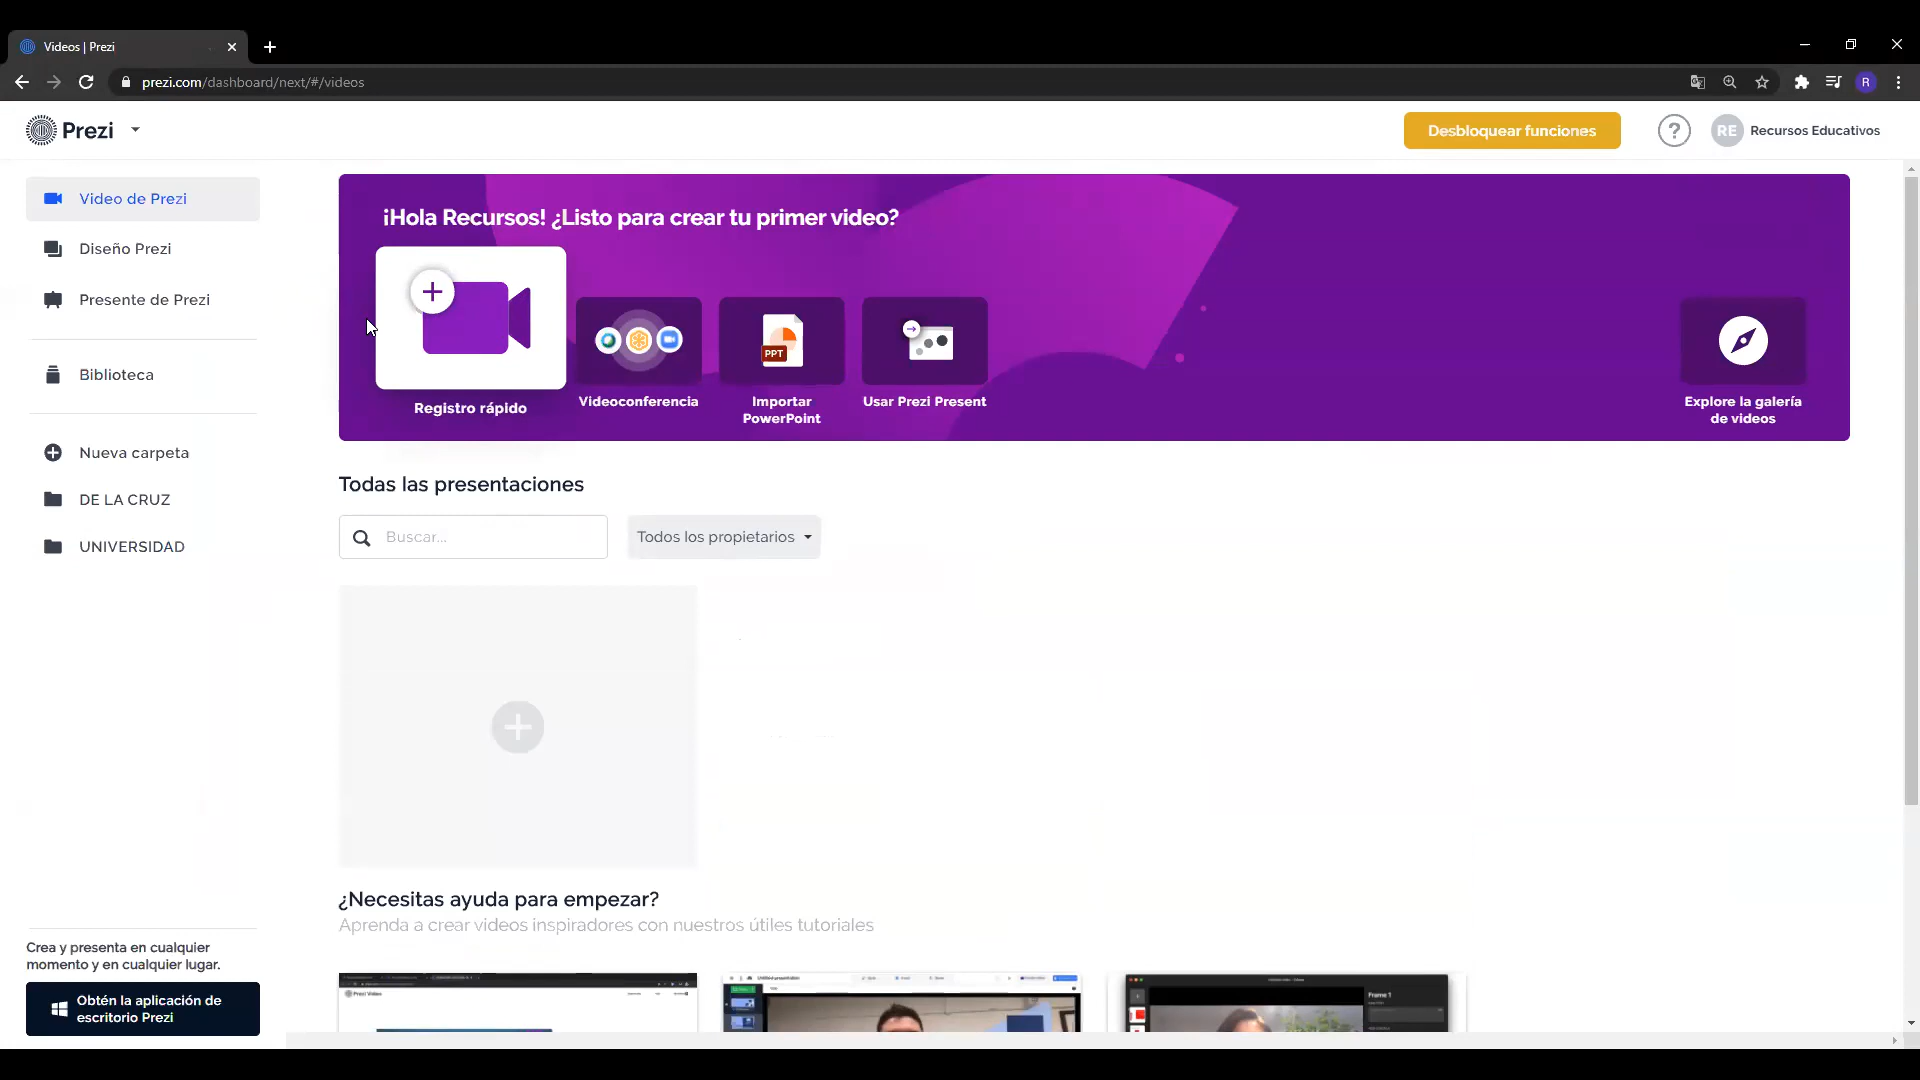 Videos | Prezi
prezi.com/dashboard/next/#/videos
R
Prezi
Desbloquear funciones
?
RE
Recursos Educativos
Video de Prezi
Diseño Prezi
Presente de Prezi
Biblioteca
Nueva carpeta
DE LA CRUZ
UNIVERSIDAD
¡Hola Recursos! ¿Listo para crear tu primer video?
Registro rápido
Videoconferencia
PPT
Importar
PowerPoint
Usar Prezi Present
Explore la galería
de videos
Todas las presentaciones
Buscar...
Todos los propietarios
¿Necesitas ayuda para empezar?
Aprenda a crear videos inspiradores con nuestros útiles tutoriales
Crea y presenta en cualquier
momento y en cualquier lugar.
Obtén la aplicación de
escritorio Prezi
Prezi Video
Frame 1